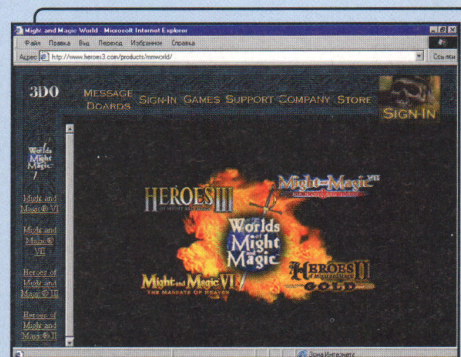 Might and Magic World - Microsoft Internet Explorer
Файл Правка Вид Переход Избранное Справка
Адрес http://www.heroes3.com/products/mmworld/ Ссылки
3DO
MESSAGE BOARDS SIGN-IN GAMES SUPPORT COMPANY STORE
SIGN-IN
Worlds
of
Might
and
Magic
Might and
Magic® VI
Might and
Magic®
VII
Heroes of
Might and
Magic® III
Heroes of
Might and
Magic® II
HEROES III
Might and Magic VII
Worlds
of
Might
and
Magic
Might and Magic VI
THE MANDATE OF HEAVEN
HEROES II
GOLD
Зона Интернета